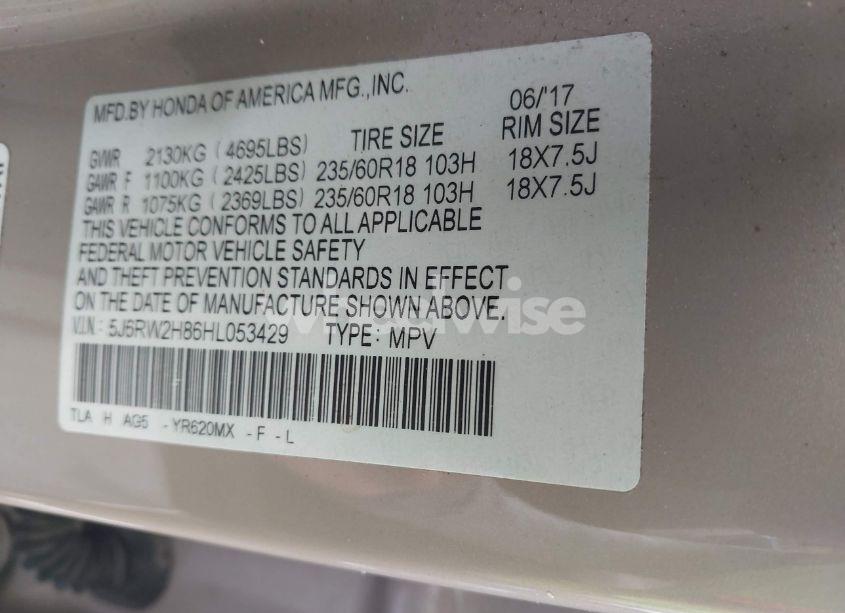 MFD.BY HONDA OF AMERICA MFG.,INC. 06/'17
TIRE SIZE RIM SIZE
GVWR 2130KG (4695LBS)
GAWR F 1100KG (2425LBS) 235/60R18 103H 18X7.5J
GAWR R 1075KG (2369LBS) 235/60R18 103H 18X7.5J
THIS VEHICLE CONFORMS TO ALL APPLICABLE
FEDERAL MOTOR VEHICLE SAFETY
AND THEFT PREVENTION STANDARDS IN EFFECT
ON THE DATE OF MANUFACTURE SHOWN ABOVE.
V.I.N.: 5J6RW2H86HL053429 TYPE: MPV
TLA H AG5 -YR620MX -F-L